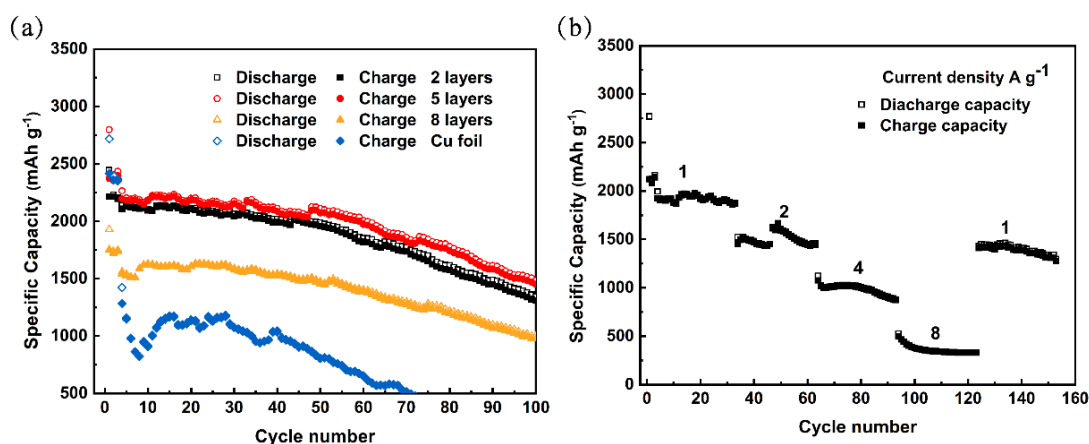 (a)
3500
3000
2500
2000
1500
1000
500
Specific Capacity (mAh g-1)
Discharge Charge 2 layers
Discharge Charge 5 layers
Discharge Charge 8 layers
Discharge Charge Cu foil
0 10 20 30 40 50 60 70 80 90 100
Cycle number
(b)
3500
3000
2500
2000
1500
1000
500
0
Specific Capacity (mAh g-1)
Current density A g-1
Diacharge capacity
Charge capacity
1
2
4
8
1
0 20 40 60 80 100 120 140 160
Cycle number